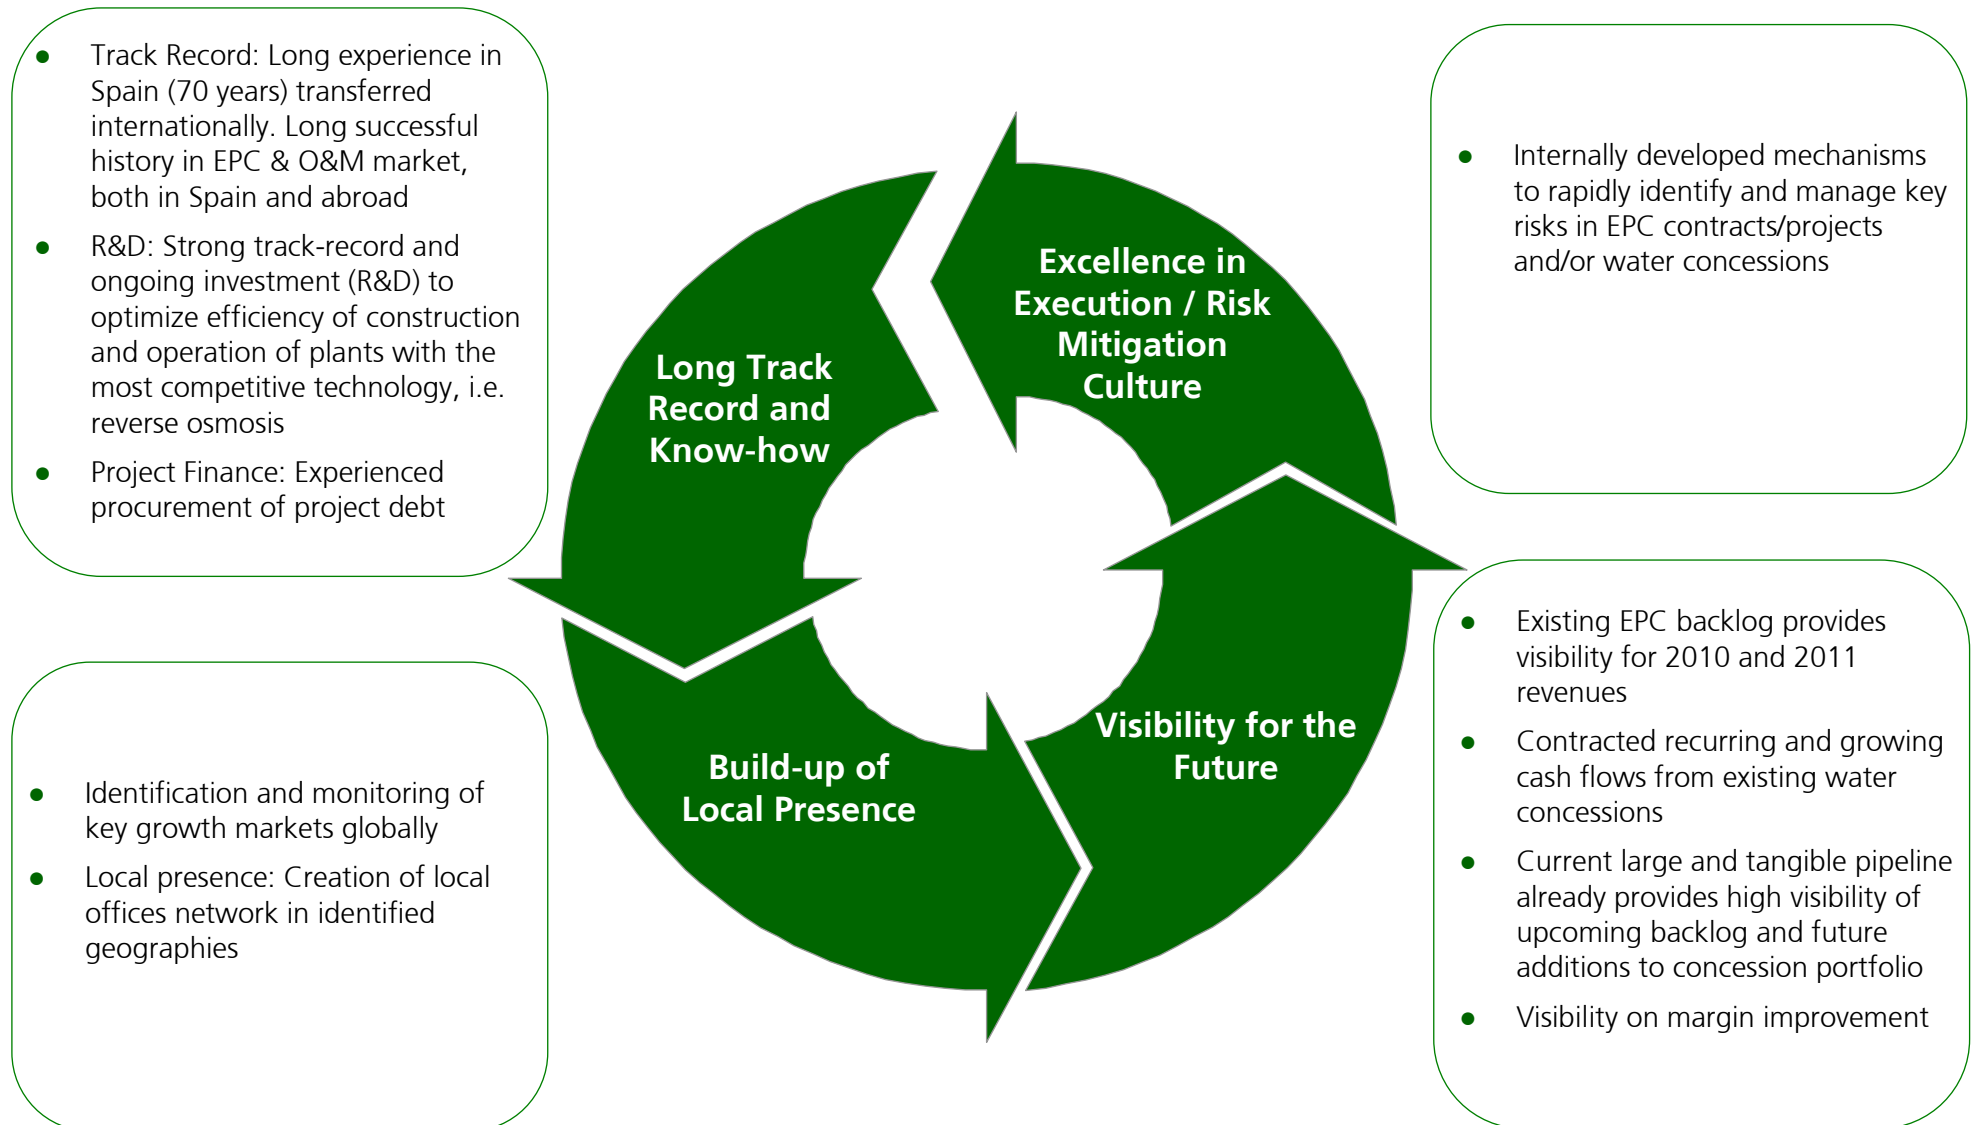 Track Record: Long experience in
Spain (70 years) transferred
internationally. Long successful
history in EPC & O&M market,
both in Spain and abroad
R&D: Strong track-record and
ongoing investment (R&D) to
optimize efficiency of construction
and operation of plants with the
most competitive technology, i.e.
reverse osmosis
Project Finance: Experienced
procurement of project debt
Internally developed mechanisms
to rapidly identify and manage key
risks in EPC contracts/projects
and/or water concessions
Excellence in
Execution / Risk
Mitigation
Culture
Long Track
Record and
Know-how
Build-up of
Local Presence
Visibility for the
Future
Identification and monitoring of
key growth markets globally
Local presence: Creation of local
offices network in identified
geographies
Existing EPC backlog provides
visibility for 2010 and 2011
revenues
Contracted recurring and growing
cash flows from existing water
concessions
Current large and tangible pipeline
already provides high visibility of
upcoming backlog and future
additions to concession portfolio
Visibility on margin improvement